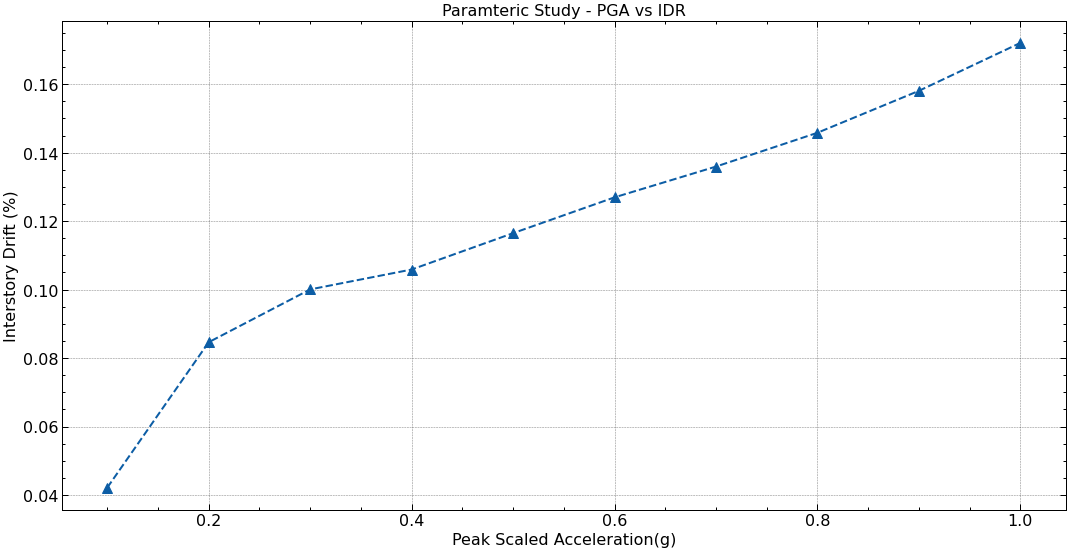 Paramteric Study - PGA vs IDR
Interstory Drift (%)
0.16
0.14
0.12
0.10
0.08
0.06
0.04
0.2 0.4 0.6 0.8 1.0
Peak Scaled Acceleration(g)